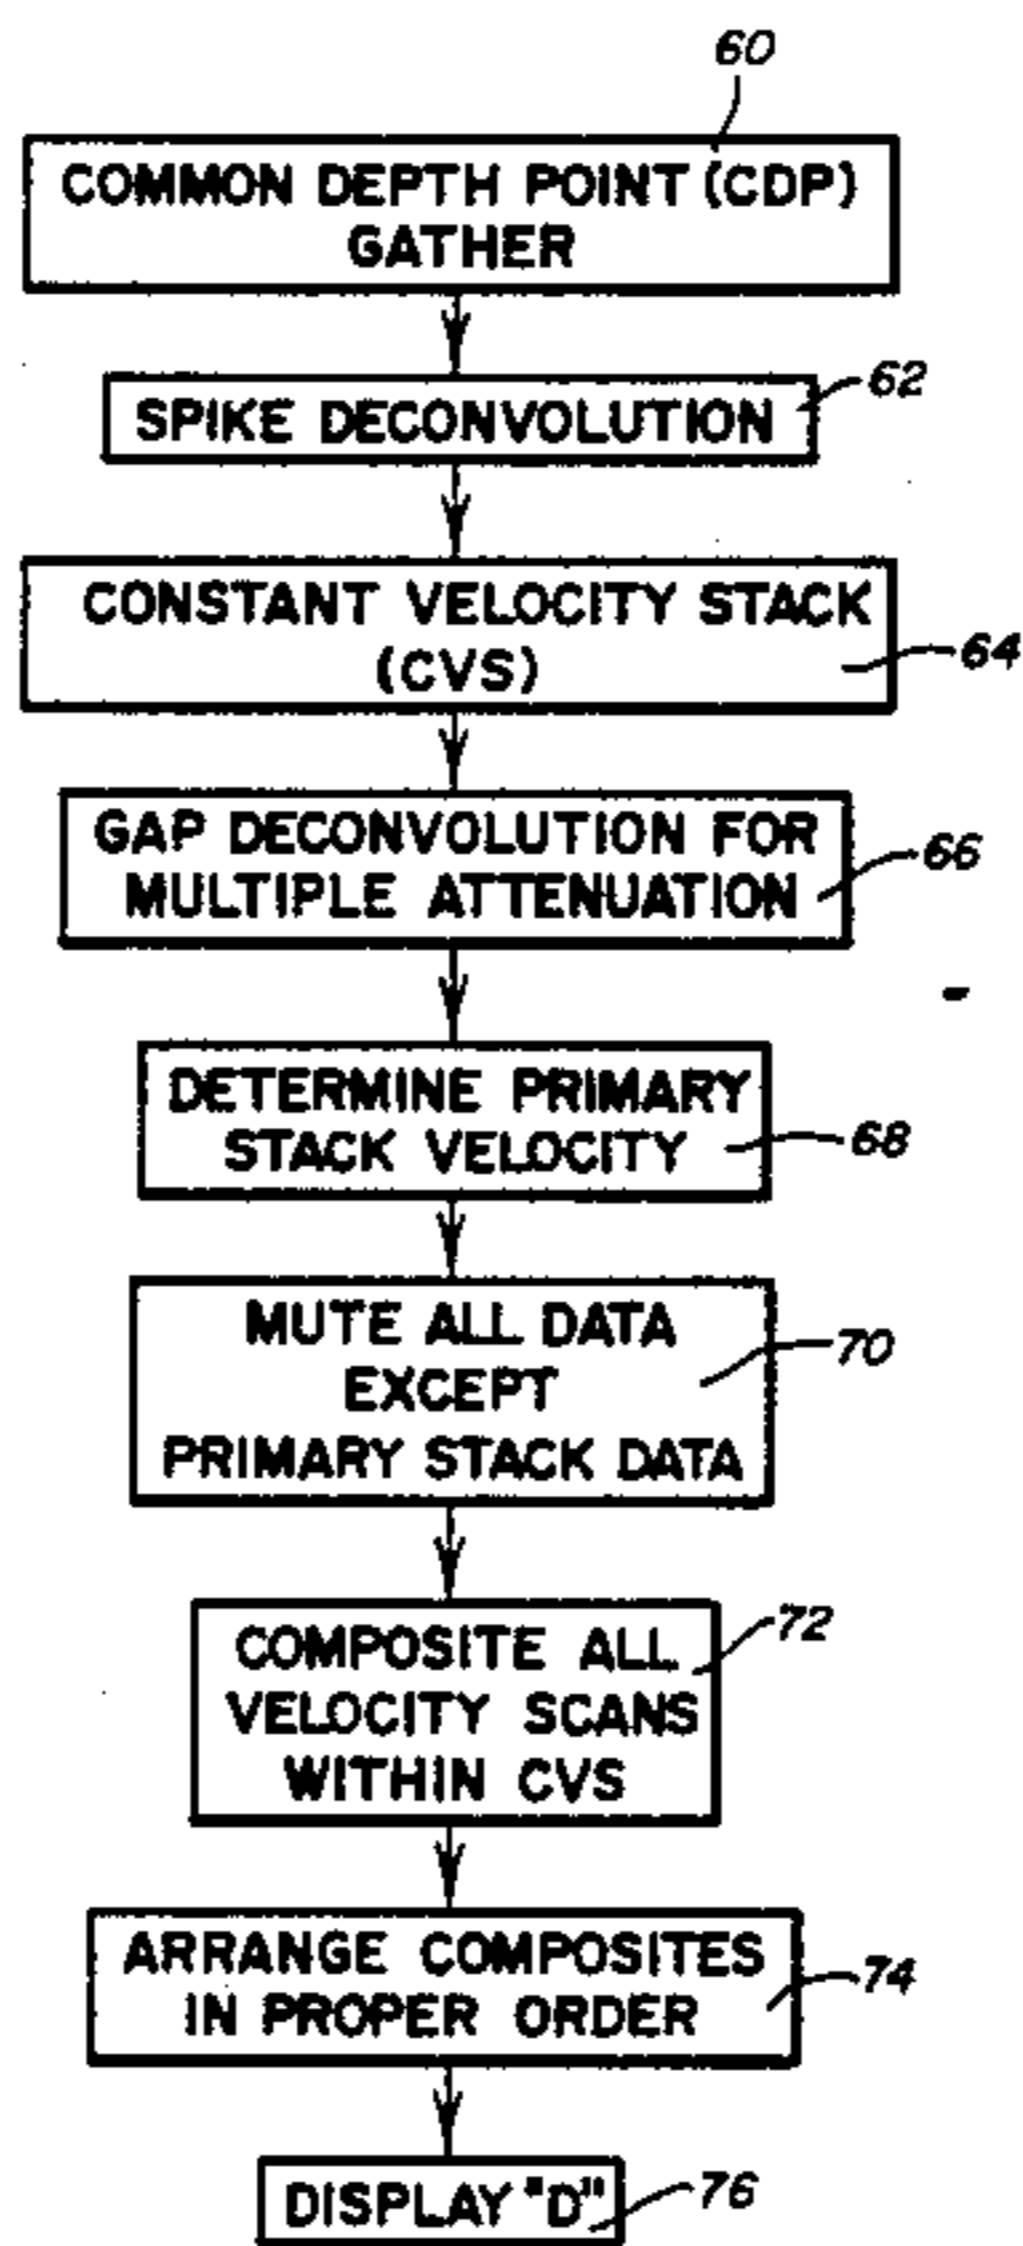 60
COMMON DEPTH POINT (CDP)
GATHER
62
SPIKE DECONVOLUTION
CONSTANT VELOCITY STACK
(CVS)
64
GAP DECONVOLUTION FOR
MULTIPLE ATTENUATION
66
DETERMINE PRIMARY
STACK VELOCITY
68
MUTE ALL DATA
EXCEPT
PRIMARY STACK DATA
70
COMPOSITE ALL
VELOCITY SCANS
WITHIN CVS
72
ARRANGE COMPOSITES
IN PROPER ORDER
74
DISPLAY "D"
76